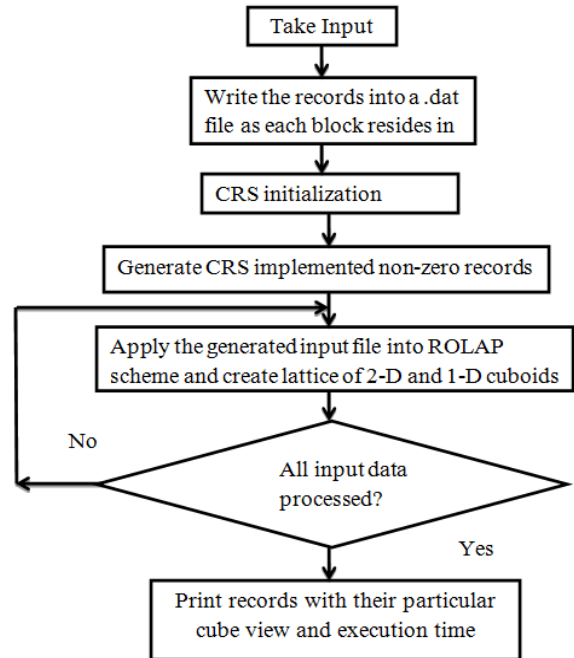 Take Input
Write the records into a .dat
file as each block resides in
CRS initialization
Generate CRS implemented non-zero records
Apply the generated input file into ROLAP
scheme and create lattice of 2-D and 1-D cuboids
No
All input data
processed?
Yes
Print records with their particular
cube view and execution time